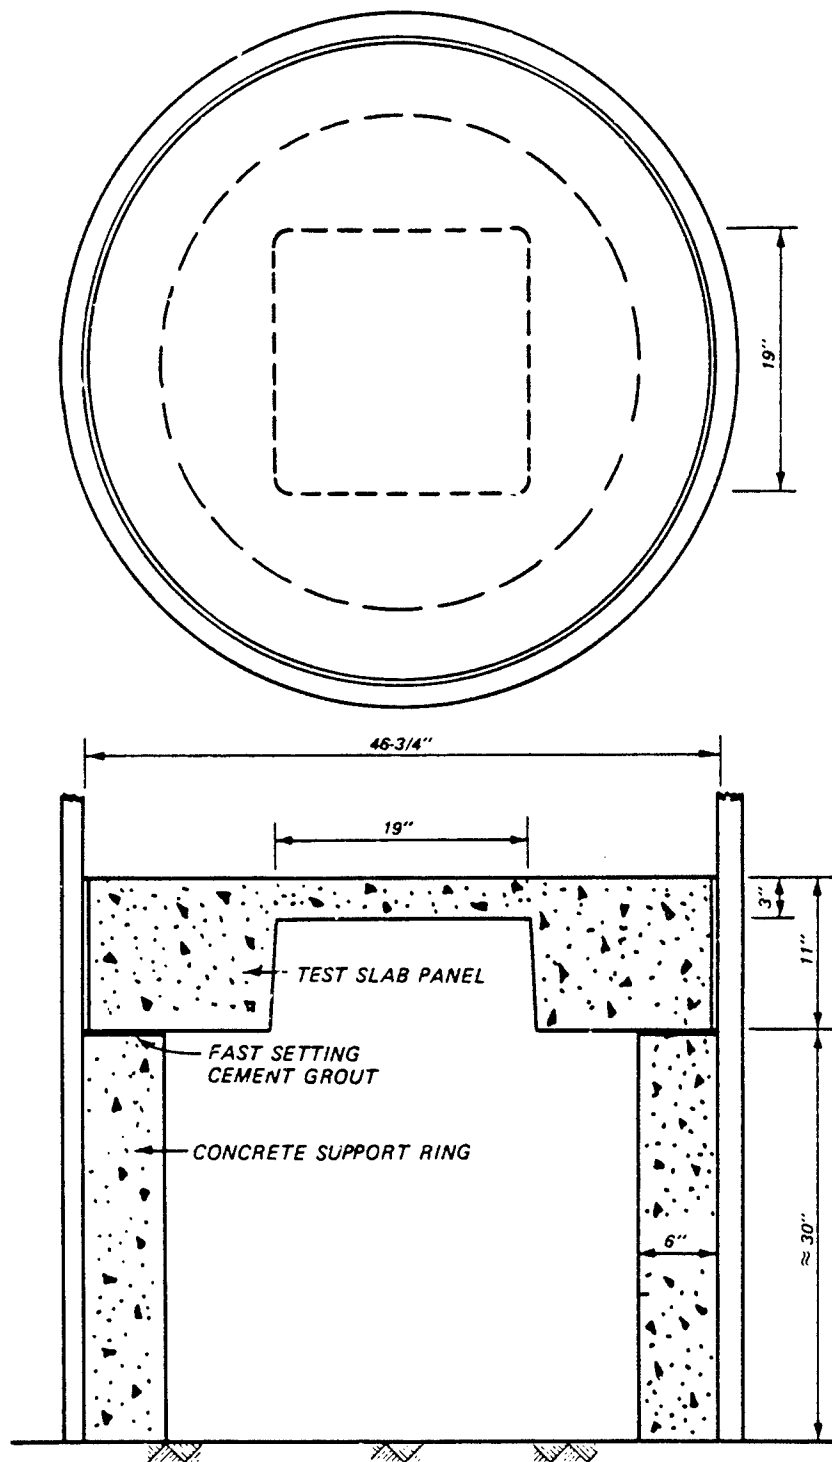 19"
46-3/4"
19"
3"
11"
TEST SLAB PANEL
FAST SETTING
CEMENT GROUT
CONCRETE SUPPORT RING
6"
≈ 30"